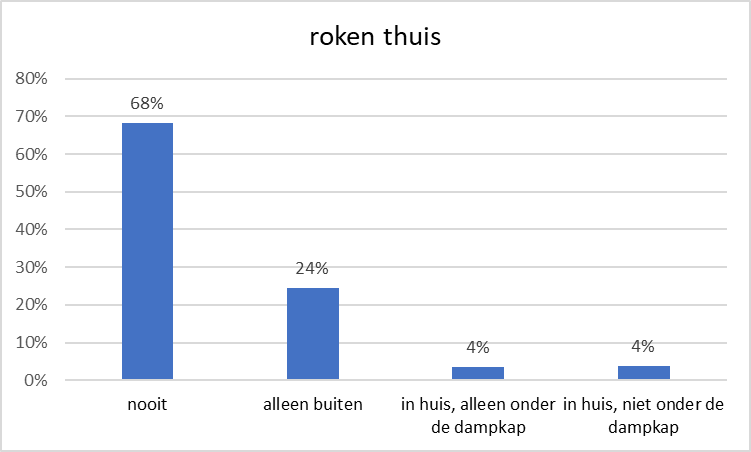 roken thuis
80%
70%
60%
50%
40%
30%
20%
10%
0%
68%
24%
4%
4%
nooit
alleen buiten
in huis, alleen onder
de dampkap
in huis, niet onder de
dampkap